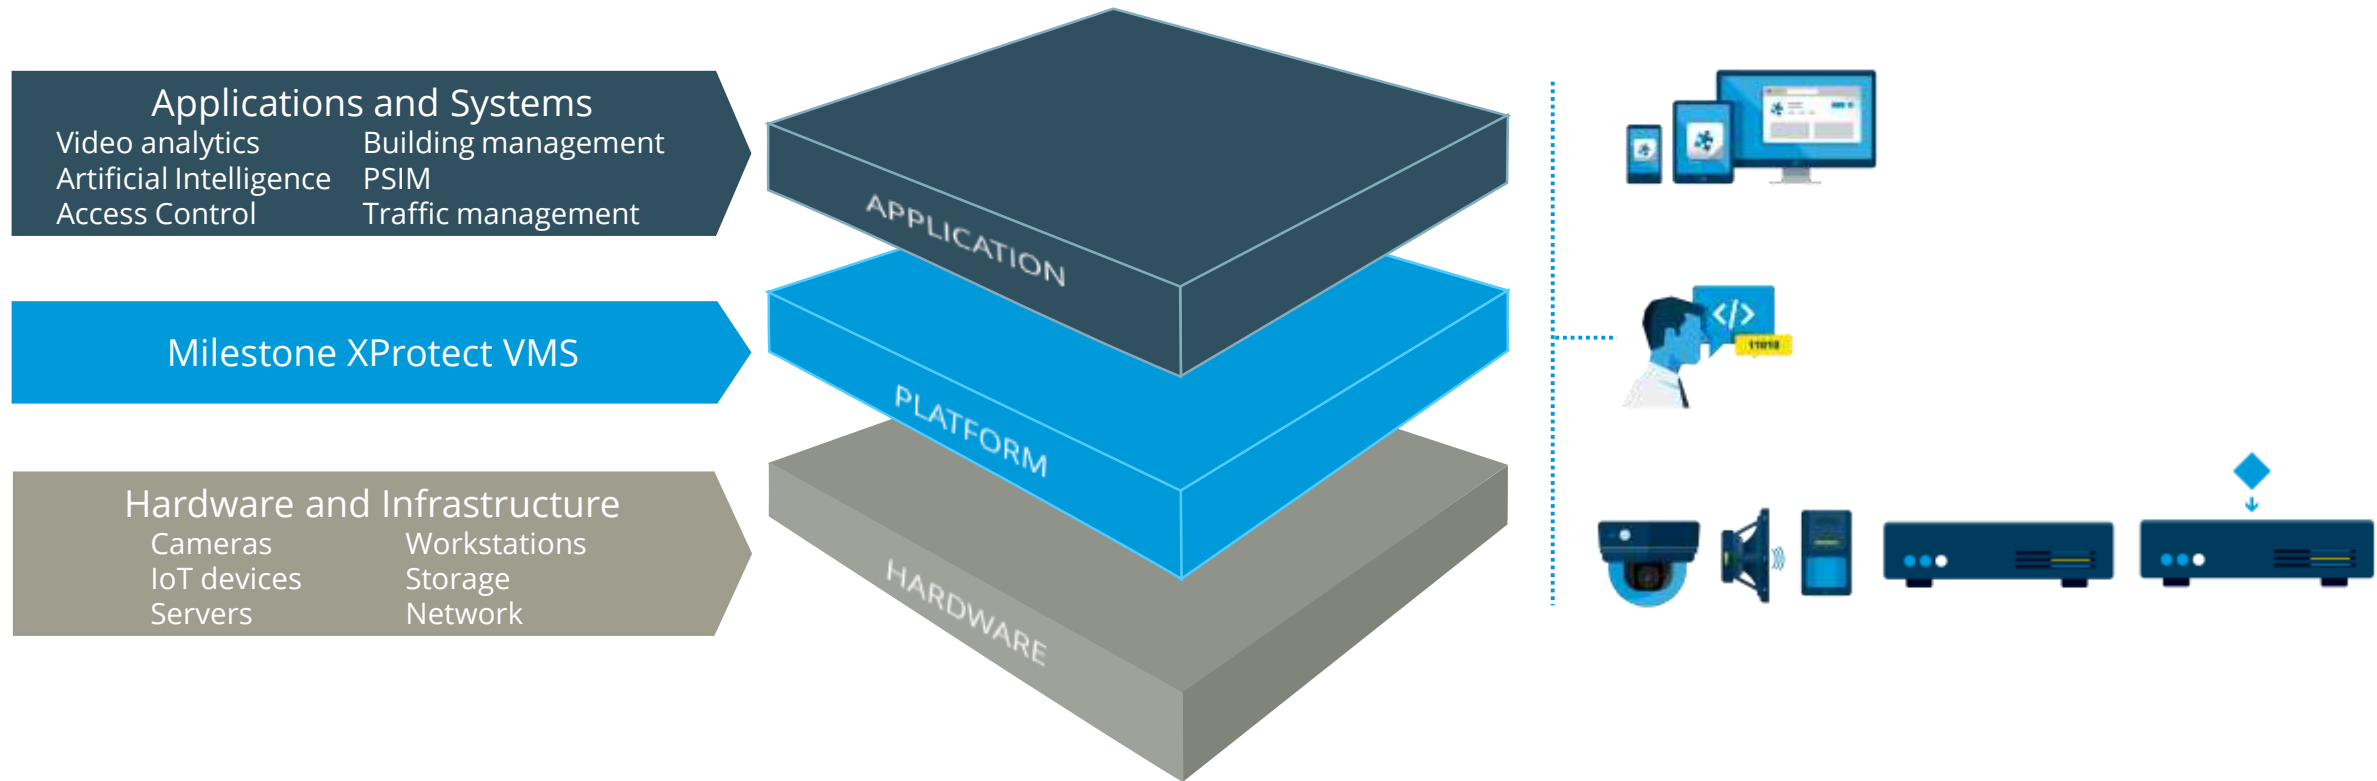 Applications and Systems
Video analytics Building management
Artificial Intelligence PSIM
Access Control Traffic management
APPLICATION
Milestone XProtect VMS
PLATFORM
Hardware and Infrastructure
Cameras Workstations
IoT devices Storage
Servers Network
HARDWARE
</>
11010